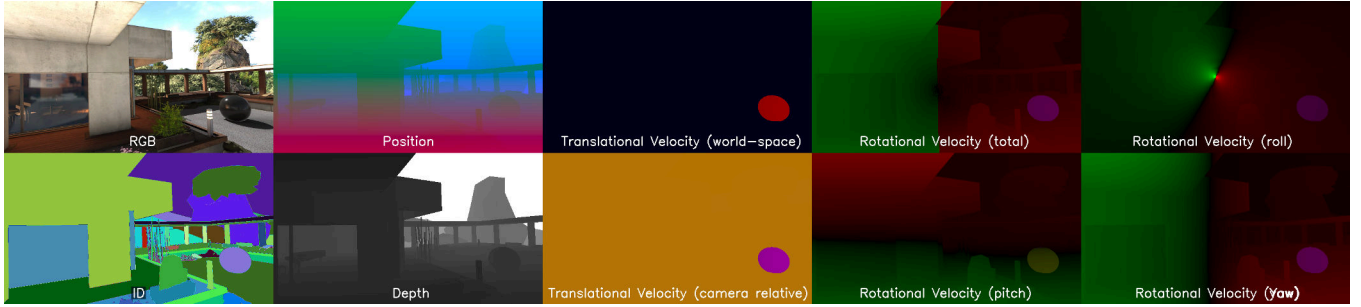 RGB
Position
Translational Velocity (world-space)
Rotational Velocity (total)
Rotational Velocity (roll)
ID
Depth
Translational Velocity (camera relative)
Rotational Velocity (pitch)
Rotational Velocity (Yaw)